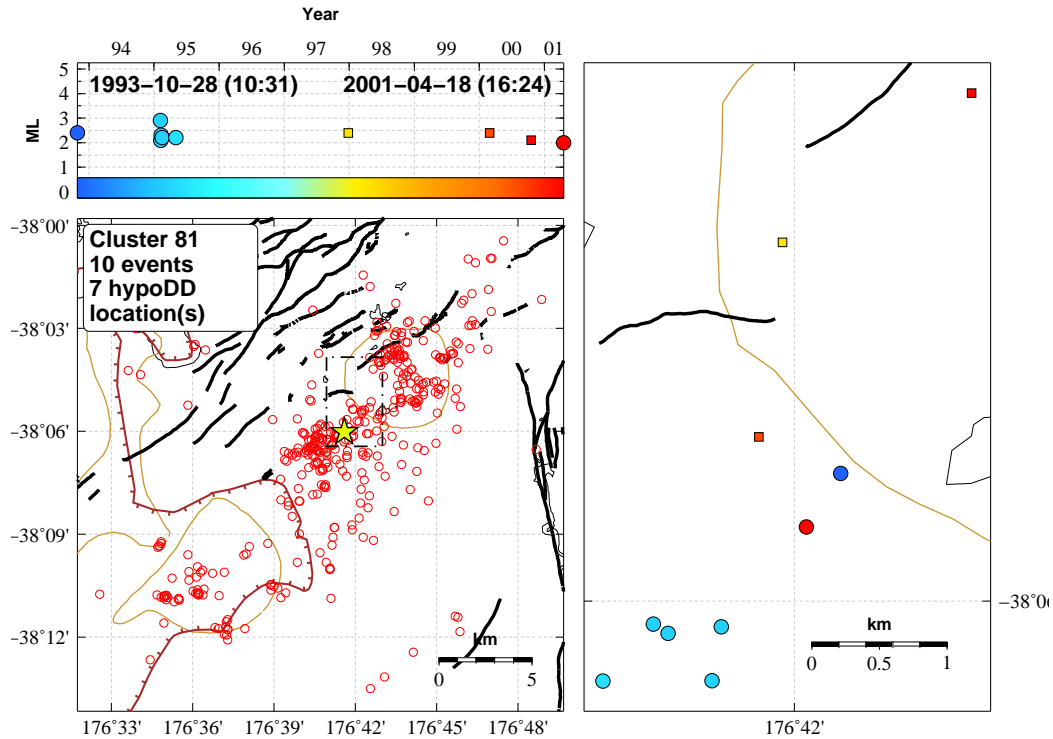 Year
94 95 96 97 98 99 00 01
5
4
3
2
1
0
ML
1993−10−28 (10:31) 2001−04−18 (16:24)
Cluster 81
10 events
7 hypoDD
location(s)
−38˚00'
−38˚03'
−38˚06'
−38˚09'
−38˚12'
176˚33' 176˚36' 176˚39' 176˚42' 176˚45' 176˚48'
km
0 5
km
0 0.5 1
−38˚06
176˚42'